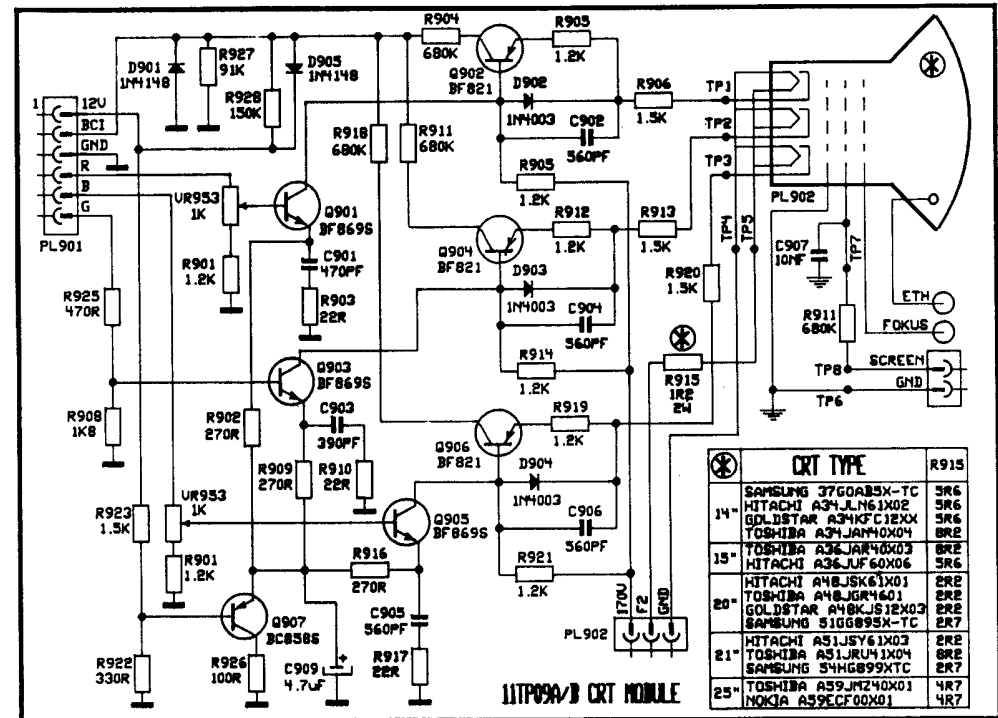 R904
680K
R905
1.2K
Q902
BF821
D901
1N4148
R927
91K
D905
1N4148
R928
150K
D902
1N4003
C902
560PF
R906
1.5K
TP1
TP2
TP3
1
12V
BCI
GND
R
B
G
PL901
R918
680K
R911
680K
R905
1.2K
PL902
VR953
1K
Q901
BF869S
R901
1.2K
C901
470PF
R903
22R
R912
1.2K
R913
1.5K
Q904
BF821
D903
1N4003
C904
560PF
TP4
TP5
R920
1.5K
C907
10NF
TP7
R925
470R
R914
1.2K
R911
680K
ETH
FOKUS
TP8
SCREEN
GND
TP6
Q903
BF869S
R915
1R2
2W
R908
1K8
R902
270R
C903
390PF
R909
270R
R910
22R
R919
1.2K
Q906
BF821
D904
1N4003
C906
560PF
R923
1.5K
VR953
1K
R901
1.2K
Q905
BF869S
R916
270R
R921
1.2K
Q907
BC858S
C905
560PF
R922
330R
R926
100R
C909
4.7uF
+
R917
22R
170V
F2
GND
PL902
11TP09A/B CRT MODULE
CRT TYPE R915
14" SAMSUNG 37GOAB5X-TC 5R6
HITACHI A34JLN61X02 5R6
GOLDSTAR A34KFC12XX 5R6
TOSHIBA A34JAN40X04 8R2
15" TOSHIBA A36JAR40X03 8R2
HITACHI A36JUF60X06 5R6
20" HITACHI A48JSK61X01 2R2
TOSHIBA A48JGR4601 2R2
GOLDSTAR A48KJS12X03 2R2
SAMSUNG 51GG895X-TC 2R7
21" HITACHI A51JSY61X03 2R2
TOSHIBA A51JRU41X04 8R2
SAMSUNG 54HG899XTC 2R7
25" TOSHIBA A59JMZ40X01 4R7
NOKIA A59ECF00X01 4R7